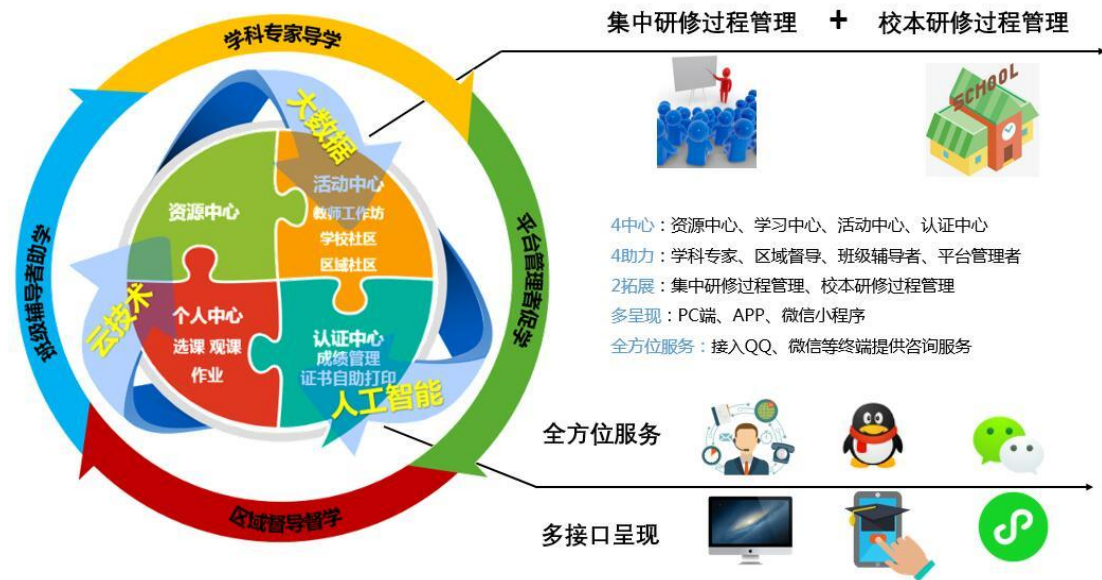 集中研修过程管理 + 校本研修过程管理
学科专家导学
SCHOOL
大数据
活动中心
教师工作坊
学校社区
区域社区
资源中心
平台管理者促学
班级辅导者助学
云技术
4中心：资源中心、学习中心、活动中心、认证中心
4助力：学科专家、区域督导、班级辅导者、平台管理者
2拓展：集中研修过程管理、校本研修过程管理
多呈现：PC端、APP、微信小程序
全方位服务：接入QQ、微信等终端提供咨询服务
个人中心
选课 观课
作业
认证中心
成绩管理
证书自助打印
人工智能
全方位服务
区域督导督学
多接口呈现